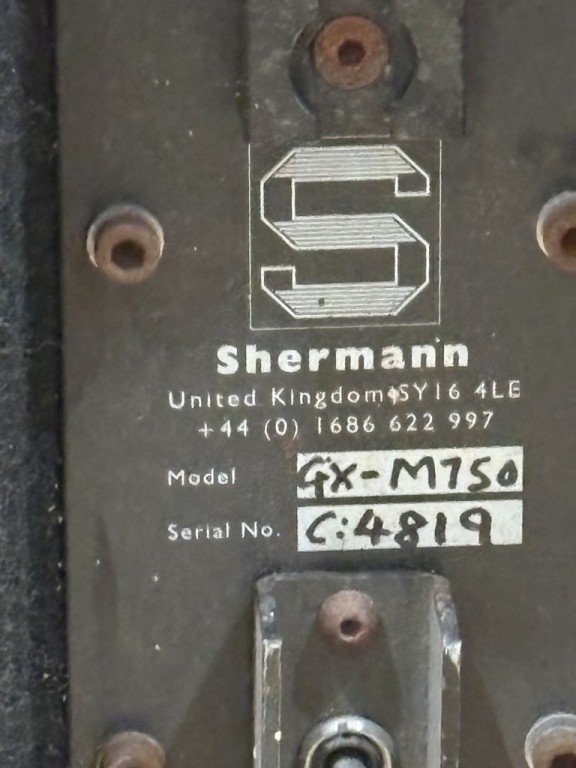 Shermann
United Kingdom SY16 4LE
+44 (0) 1686 622 997
Model GX-M750
Serial No. C:4819